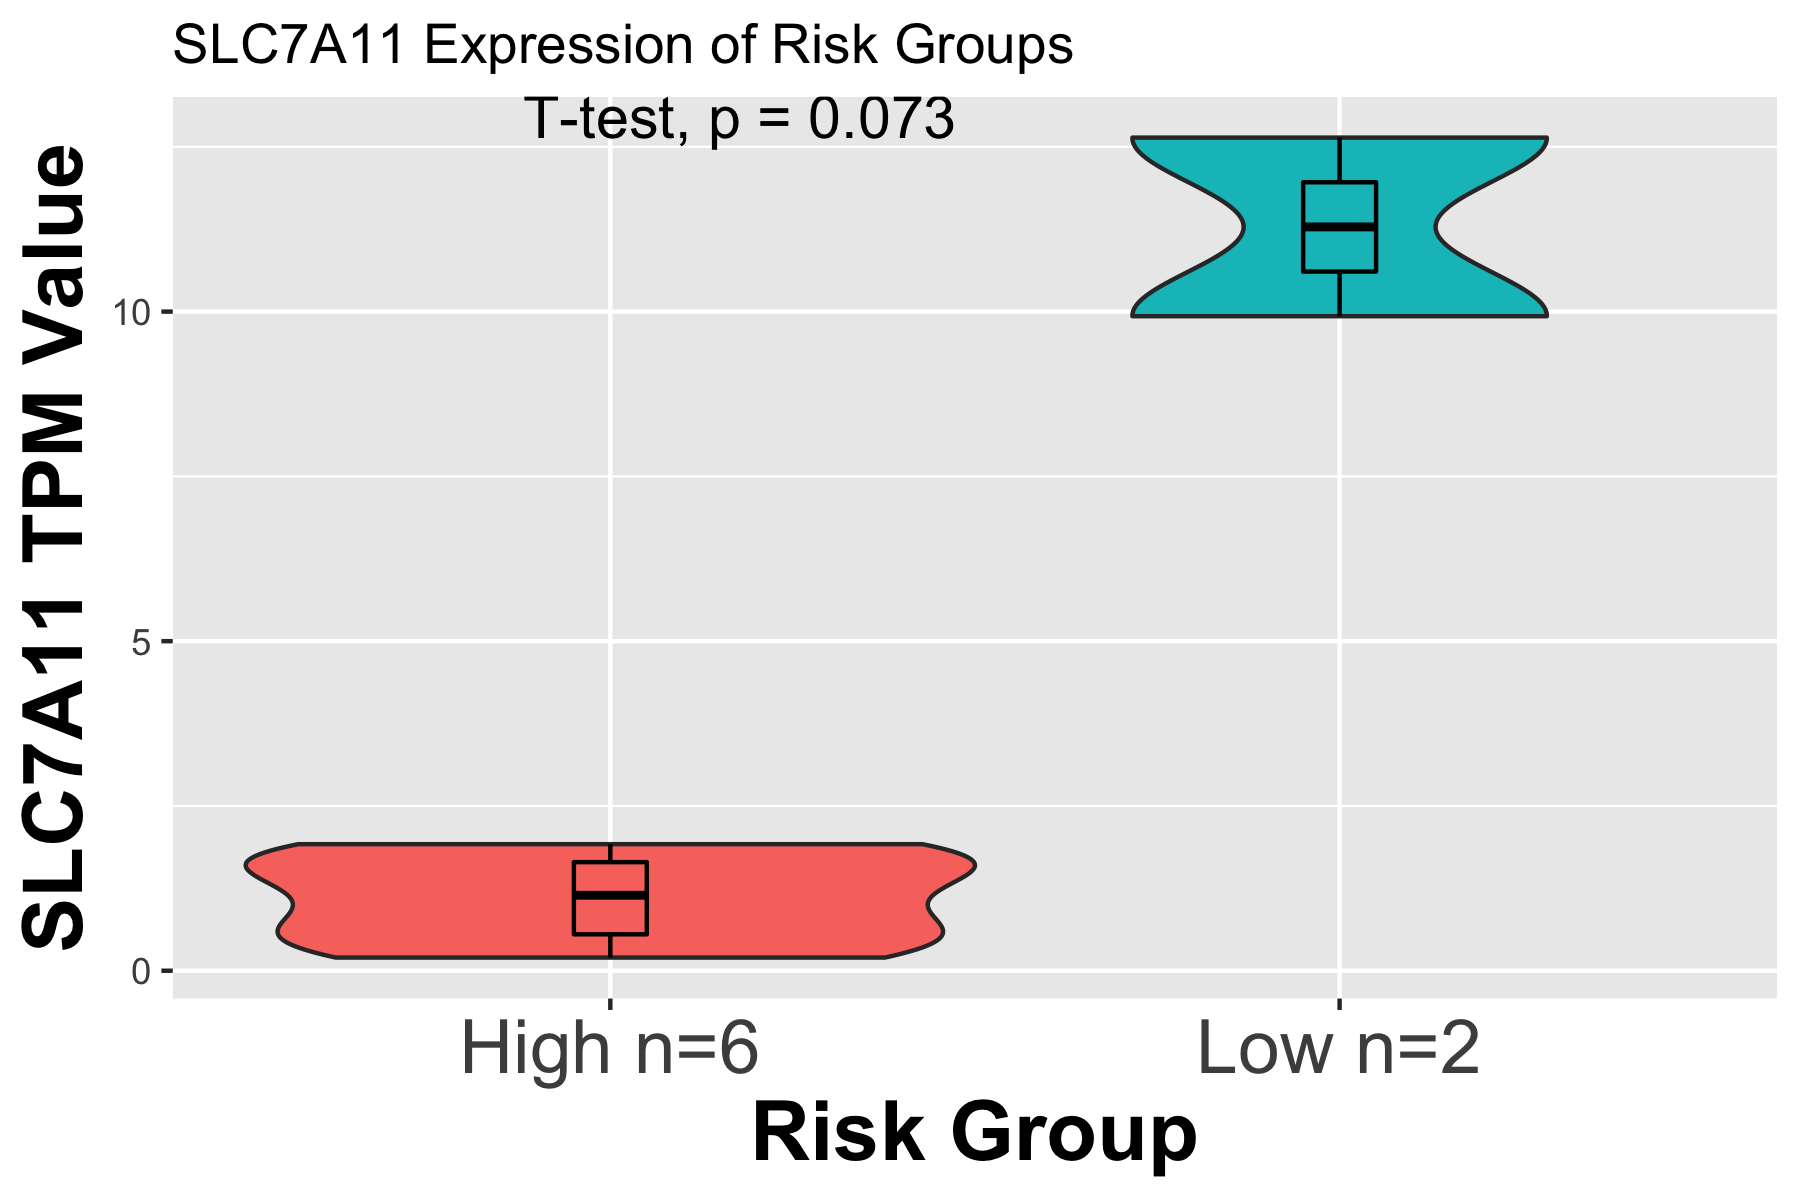 SLC7A11 Expression of Risk Groups
T-test, p = 0.073
SLC7A11 TPM Value
10
5
0
High n=6
Low n=2
Risk Group